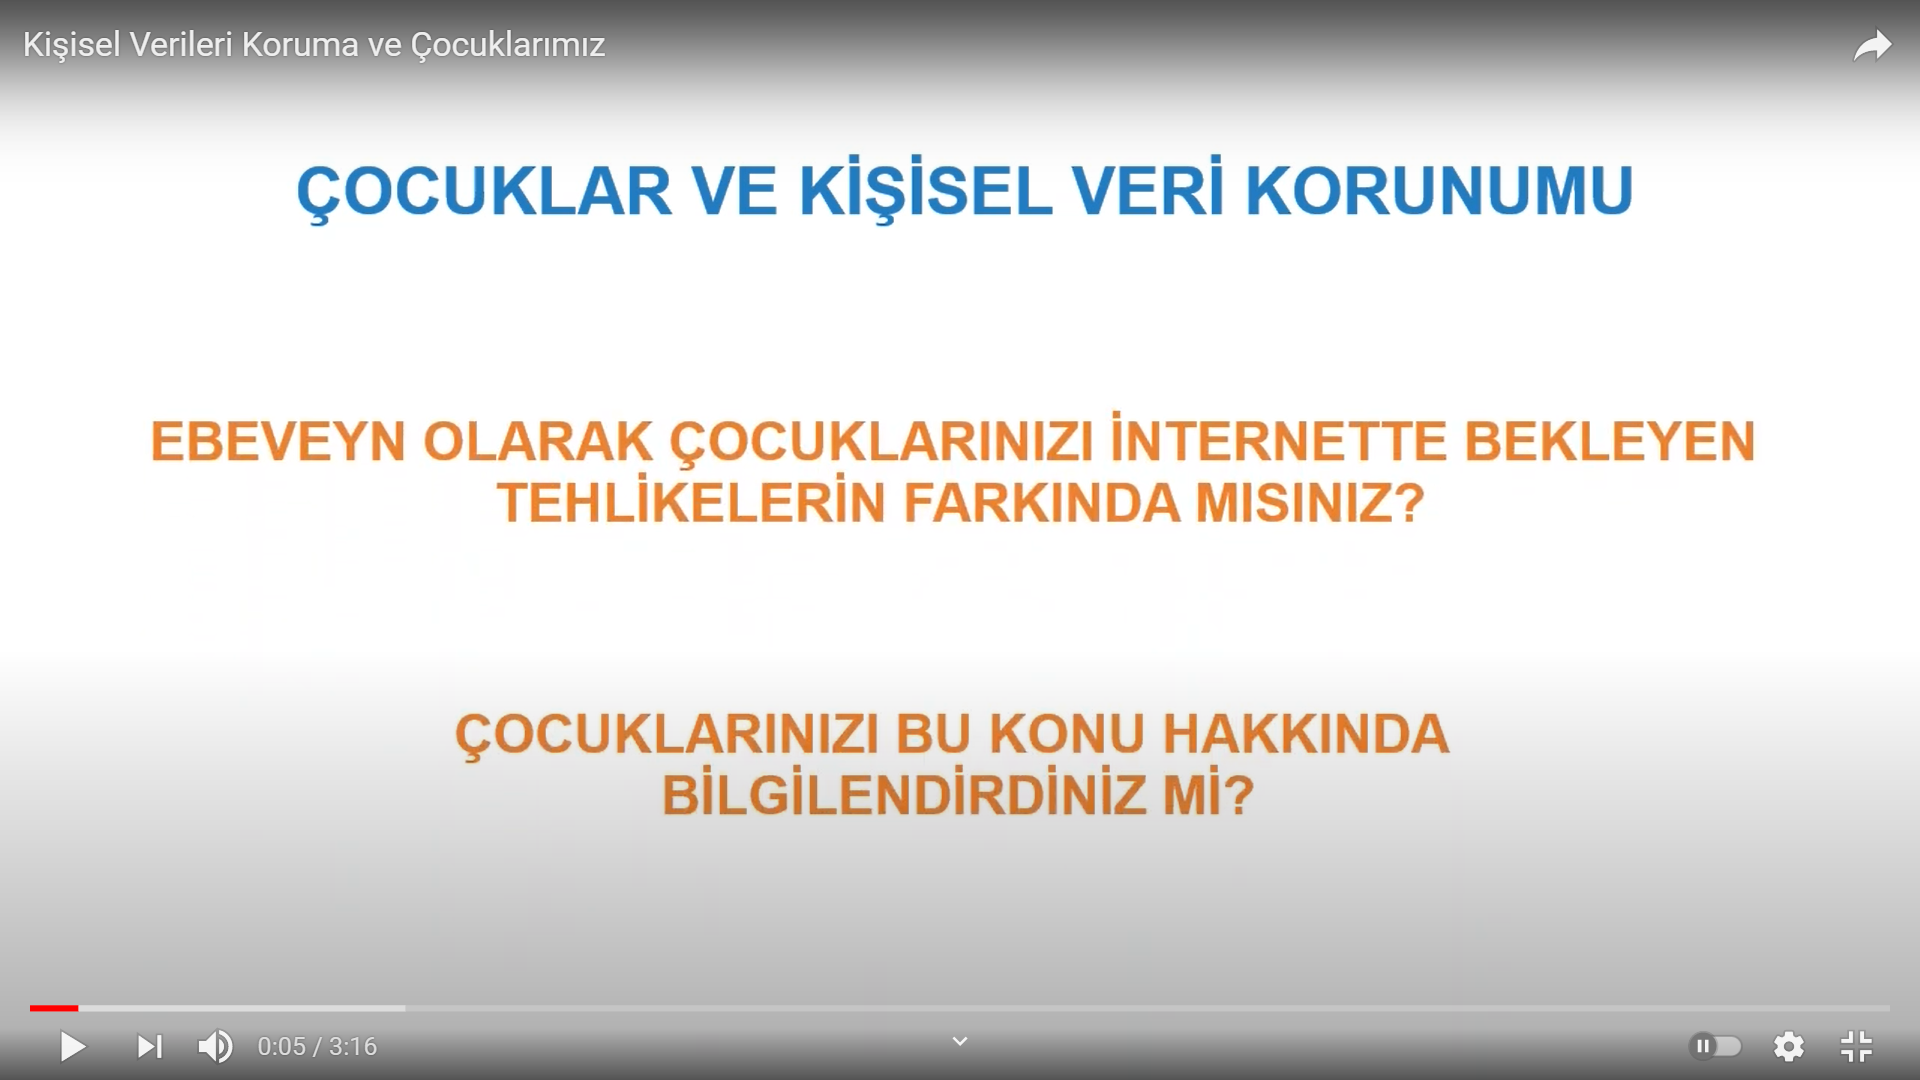 Kişisel Verileri Koruma ve Çocuklarımız
ÇOCUKLAR VE KİŞİSEL VERİ KORUNUMU
EBEVEYN OLARAK ÇOCUKLARINIZI İNTERNETTE BEKLEYEN
TEHLİKELERİN FARKINDA MISINIZ?
ÇOCUKLARINIZI BU KONU HAKKINDA
BİLGİLENDİRDİNİZ Mİ?
0:05 / 3:16